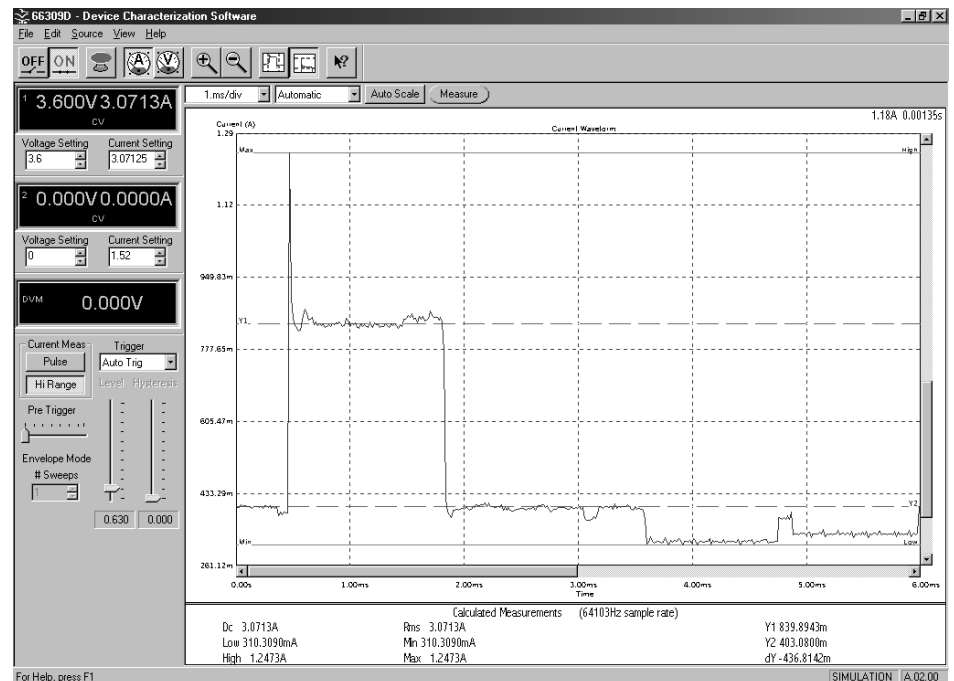 66309D - Device Characterization Software
File Edit Source View Help
OFF ON A V
1.ms/div Automatic Auto Scale Measure
1 3.600V 3.0713A
CV
Voltage Setting Current Setting
3.6 3.07125
2 0.000V 0.0000A
CV
Voltage Setting Current Setting
0 1.52
DVM 0.000V
Current Meas Trigger
Pulse Auto Trig
Hi Range Level Hysteresis
Pre Trigger
Envelope Mode
# Sweeps
1
0.630 0.000
1.18A 0.00135s
Current (A) Current Waveform
1.29
Max High
1.12
949.83m
Y1
777.65m
605.47m
433.29m
Y2
Min Low
261.12m
0.00s 1.00ms 2.00ms 3.00ms 4.00ms 5.00ms 6.00ms
Time
Calculated Measurements (64103Hz sample rate)
Dc 3.0713A Rms 3.0713A Y1 839.8943m
Low 310.3090mA Min 310.3090mA Y2 403.0800m
High 1.2473A Max 1.2473A dY -436.8142m
For Help, press F1 SIMULATION A.02.00